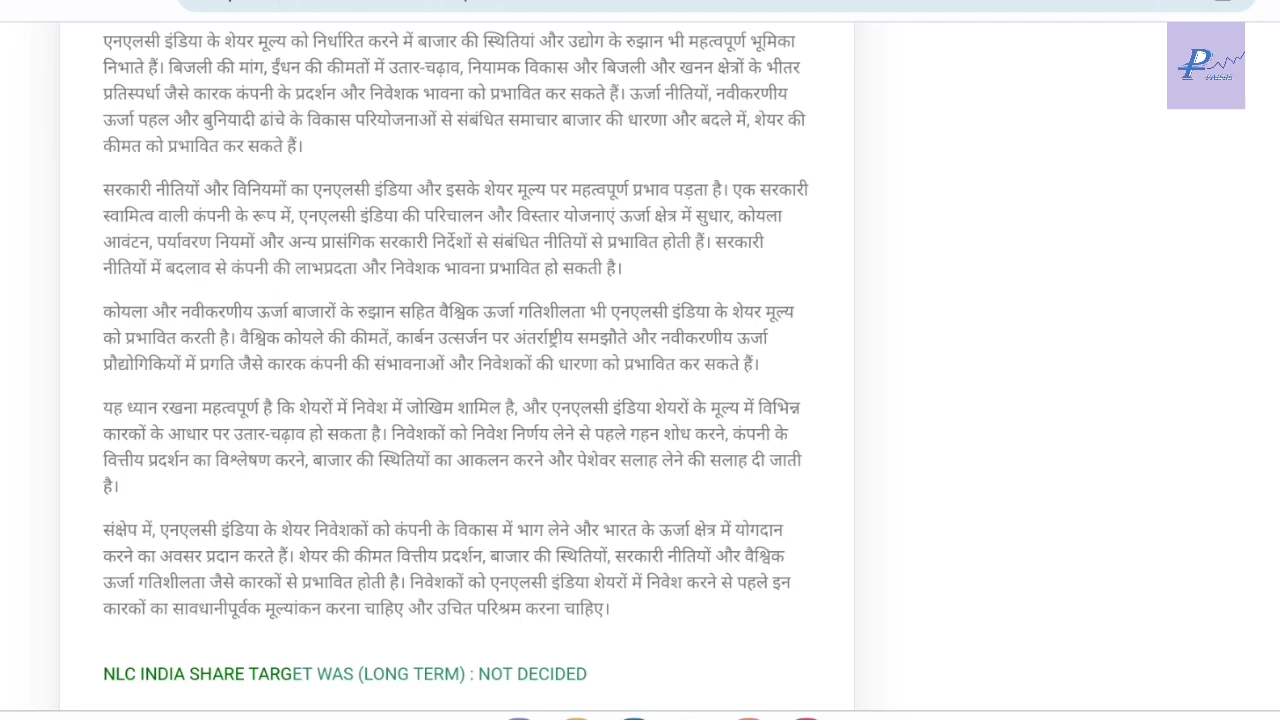 एनएलसी इंडिया के शेयर मूल्य को निर्धारित करने में बाजार की स्थितियां और उद्योग के रुझान भी महत्वपूर्ण भूमिका
निभाते हैं। बिजली की मांग, ईंधन की कीमतों में उतार-चढ़ाव, नियामक विकास और बिजली और खनन क्षेत्रों के भीतर
प्रतिस्पर्धा जैसे कारक कंपनी के प्रदर्शन और निवेशक भावना को प्रभावित कर सकते हैं। ऊर्जा नीतियों, नवीकरणीय
ऊर्जा पहल और बुनियादी ढांचे के विकास परियोजनाओं से संबंधित समाचार बाजार की धारणा और बदले में, शेयर की
कीमत को प्रभावित कर सकते हैं।
सरकारी नीतियों और विनियमों का एनएलसी इंडिया और इसके शेयर मूल्य पर महत्वपूर्ण प्रभाव पड़ता है। एक सरकारी
स्वामित्व वाली कंपनी के रूप में, एनएलसी इंडिया की परिचालन और विस्तार योजनाएं ऊर्जा क्षेत्र में सुधार, कोयला
आवंटन, पर्यावरण नियमों और अन्य प्रासंगिक सरकारी निर्देशों से संबंधित नीतियों से प्रभावित होती हैं। सरकारी
नीतियों में बदलाव से कंपनी की लाभप्रदता और निवेशक भावना प्रभावित हो सकती है।
कोयला और नवीकरणीय ऊर्जा बाजारों के रुझान सहित वैश्विक ऊर्जा गतिशीलता भी एनएलसी इंडिया के शेयर मूल्य
को प्रभावित करती है। वैश्विक कोयले की कीमतें, कार्बन उत्सर्जन पर अंतर्राष्ट्रीय समझौते और नवीकरणीय ऊर्जा
प्रौद्योगिकियों में प्रगति जैसे कारक कंपनी की संभावनाओं और निवेशकों की धारणा को प्रभावित कर सकते हैं।
यह ध्यान रखना महत्वपूर्ण है कि शेयरों में निवेश में जोखिम शामिल है, और एनएलसी इंडिया शेयरों के मूल्य में विभिन्न
कारकों के आधार पर उतार-चढ़ाव हो सकता है। निवेशकों को निवेश निर्णय लेने से पहले गहन शोध करने, कंपनी के
वित्तीय प्रदर्शन का विश्लेषण करने, बाजार की स्थितियों का आकलन करने और पेशेवर सलाह लेने की सलाह दी जाती
है।
संक्षेप में, एनएलसी इंडिया के शेयर निवेशकों को कंपनी के विकास में भाग लेने और भारत के ऊर्जा क्षेत्र में योगदान
करने का अवसर प्रदान करते हैं। शेयर की कीमत वित्तीय प्रदर्शन, बाजार की स्थितियों, सरकारी नीतियों और वैश्विक
ऊर्जा गतिशीलता जैसे कारकों से प्रभावित होती है। निवेशकों को एनएलसी इंडिया शेयरों में निवेश करने से पहले इन
कारकों का सावधानीपूर्वक मूल्यांकन करना चाहिए और उचित परिश्रम करना चाहिए।
NLC INDIA SHARE TARGET WAS (LONG TERM) : NOT DECIDED